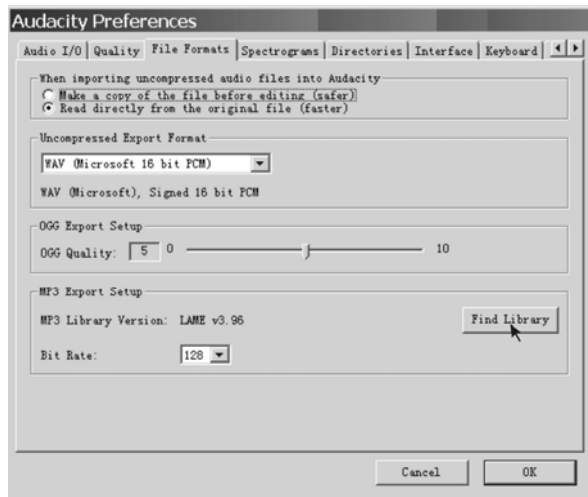 Audacity Preferences
Audio I/O Quality File Formats Spectrograms Directories Interface Keyboard
When importing uncompressed audio files into Audacity
Make a copy of the file before editing (safer)
Read directly from the original file (faster)
Uncompressed Export Format
WAV (Microsoft 16 bit PCM)
WAV (Microsoft), Signed 16 bit PCM
OGG Export Setup
OGG Quality: 5 0 10
MP3 Export Setup
MP3 Library Version: LAME v3.96 Find Library
Bit Rate: 128
Cancel OK